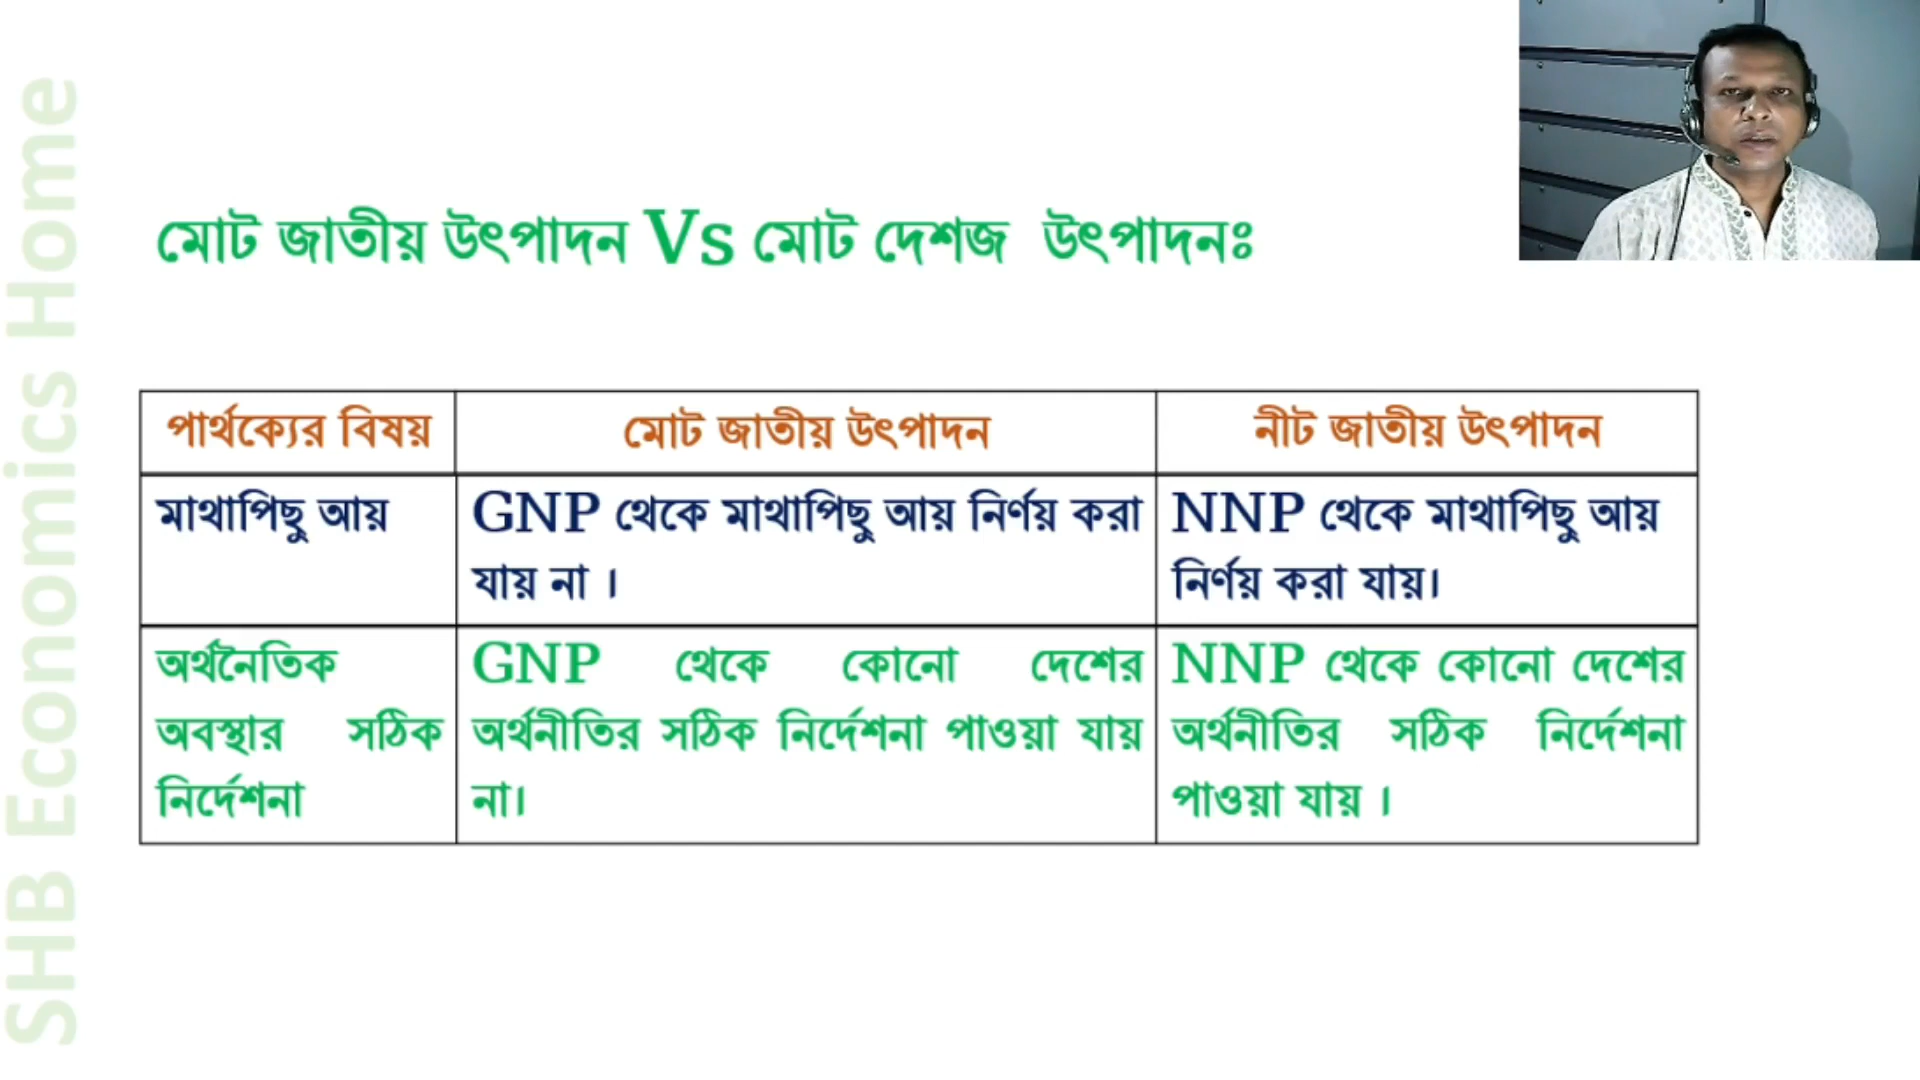 SHB Economics Home
মোট জাতীয় উৎপাদন Vs মোট দেশজ উৎপাদনঃ
পার্থক্যের বিষয়
মোট জাতীয় উৎপাদন
নীট জাতীয় উৎপাদন
মাথাপিছু আয়
GNP থেকে মাথাপিছু আয় নির্ণয় করা
যায় না ।
NNP থেকে মাথাপিছু আয়
নির্ণয় করা যায়।
অর্থনৈতিক
অবস্থার সঠিক
নির্দেশনা
GNP থেকে কোনো দেশের
অর্থনীতির সঠিক নির্দেশনা পাওয়া যায়
না।
NNP থেকে কোনো দেশের
অর্থনীতির সঠিক নির্দেশনা
পাওয়া যায় ।